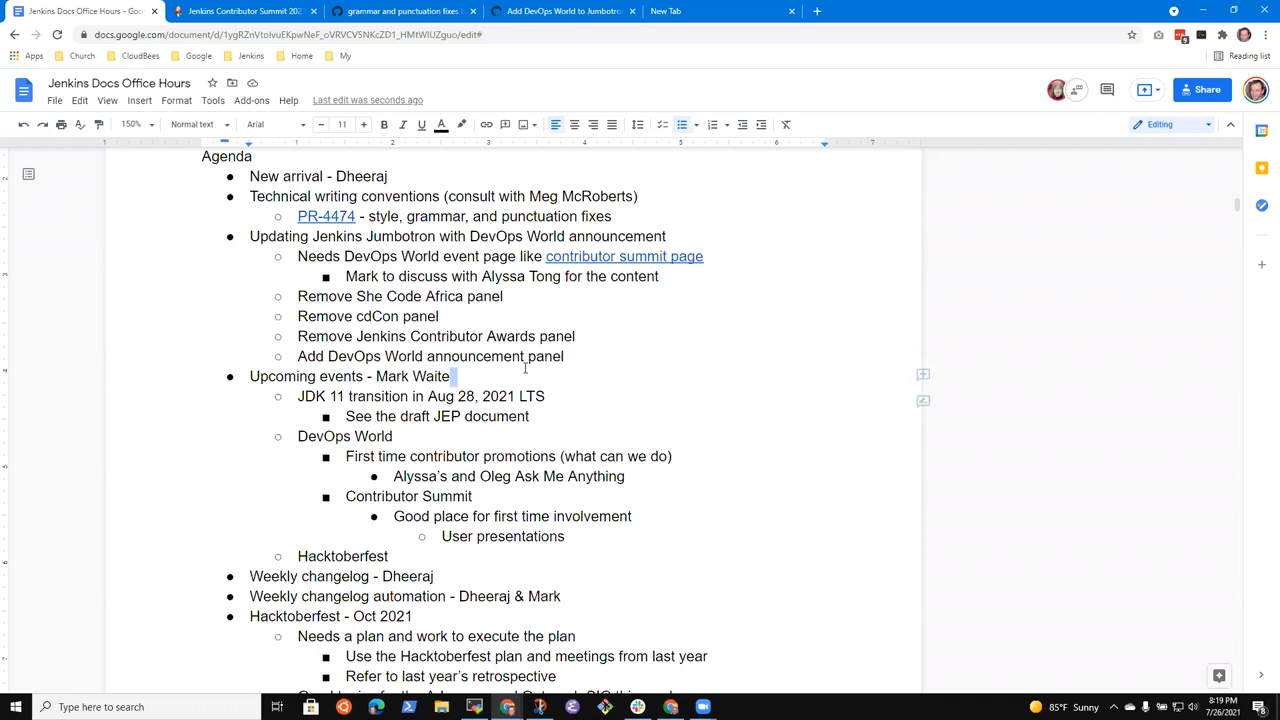 Jenkins Docs Office Hours - Goo
Jenkins Contributor Summit 202
grammar and punctuation fixes b
Add DevOps World to Jumbotron
New Tab
docs.google.com/document/d/1ygRZnVtoIvuEKpwNeF_oVRVCV5NKcZD1_HMtWIUZguo/edit#
Apps
Church
CloudBees
Google
Jenkins
Home
My
Reading list
Jenkins Docs Office Hours
File Edit View Insert Format Tools Add-ons Help Last edit was seconds ago
Share
150% Normal text Arial 11 Editing
Agenda
● New arrival - Dheeraj
● Technical writing conventions (consult with Meg McRoberts)
○ PR-4474 - style, grammar, and punctuation fixes
● Updating Jenkins Jumbotron with DevOps World announcement
○ Needs DevOps World event page like contributor summit page
■ Mark to discuss with Alyssa Tong for the content
○ Remove She Code Africa panel
○ Remove cdCon panel
○ Remove Jenkins Contributor Awards panel
○ Add DevOps World announcement panel
● Upcoming events - Mark Waite
○ JDK 11 transition in Aug 28, 2021 LTS
■ See the draft JEP document
○ DevOps World
■ First time contributor promotions (what can we do)
● Alyssa's and Oleg Ask Me Anything
■ Contributor Summit
● Good place for first time involvement
○ User presentations
○ Hacktoberfest
● Weekly changelog - Dheeraj
● Weekly changelog automation - Dheeraj & Mark
● Hacktoberfest - Oct 2021
○ Needs a plan and work to execute the plan
■ Use the Hacktoberfest plan and meetings from last year
■ Refer to last year's retrospective
Type here to search
85°F Sunny
8:19 PM
7/26/2021